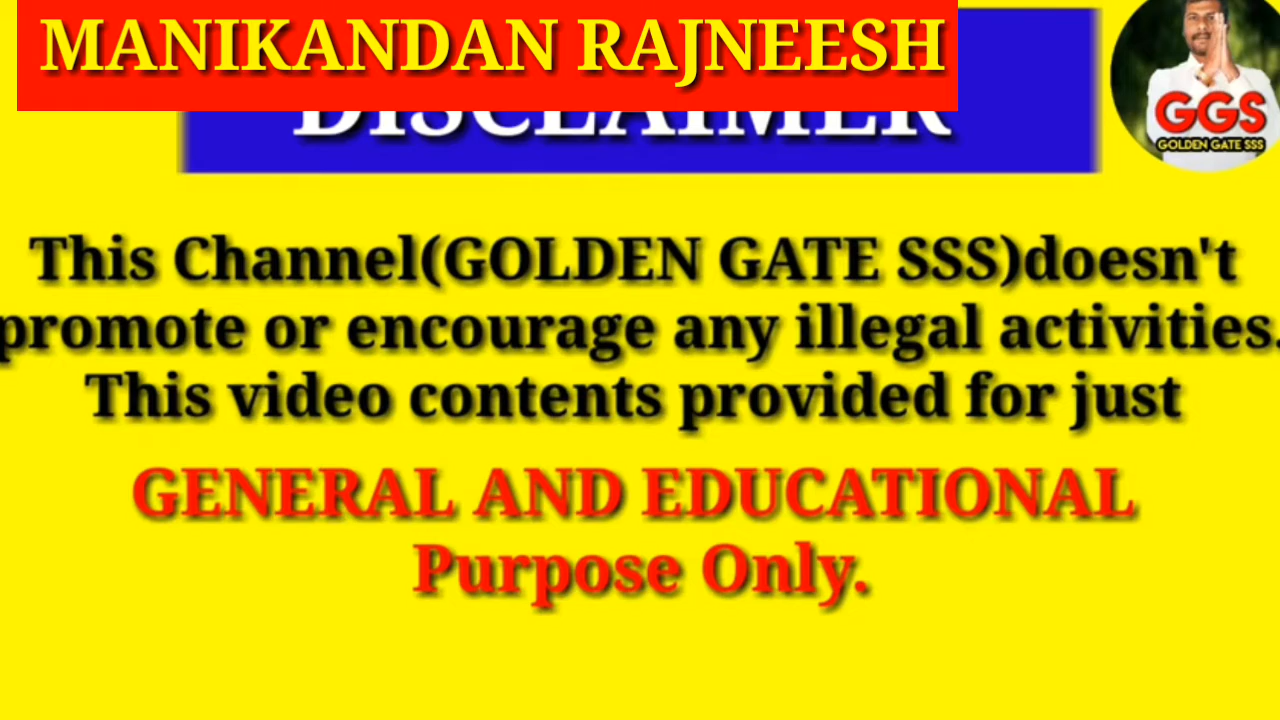 MANIKANDAN RAJNEESH
DISCLAIMER
GGS
GOLDEN GATE SSS
This Channel(GOLDEN GATE SSS)doesn't
promote or encourage any illegal activities.
This video contents provided for just
GENERAL AND EDUCATIONAL
Purpose Only.